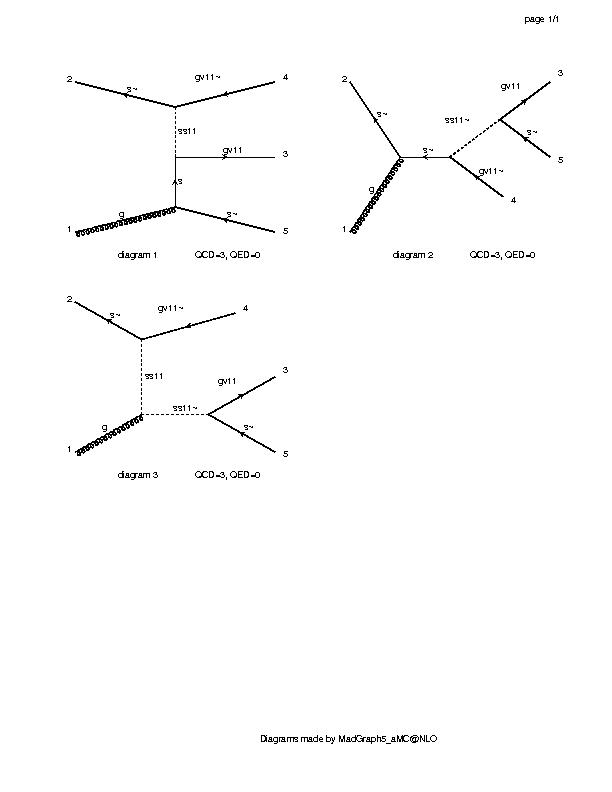 page 1/1
2 s~ gv11~ 4
ss11
gv11 3
s
g s~
1 5
diagram 1 QCD=3, QED=0
2 gv11 3
s~ ss11~ s~
s~ 5
g gv11~
1 4
diagram 2 QCD=3, QED=0
2 s~ gv11~ 4
ss11
gv11 3
g ss11~ s~
1 5
diagram 3 QCD=3, QED=0
Diagrams made by MadGraph5_aMC@NLO